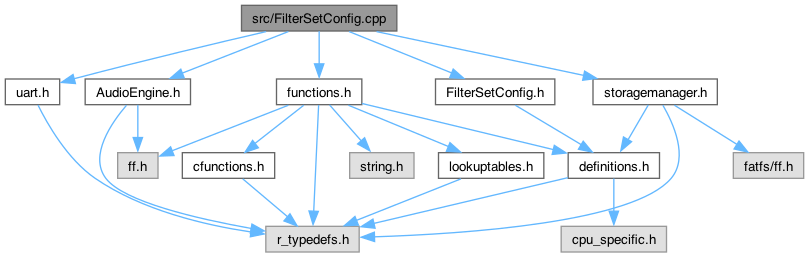 src/FilterSetConfig.cpp
uart.h
AudioEngine.h
functions.h
FilterSetConfig.h
storagemanager.h
ff.h
cfunctions.h
string.h
lookuptables.h
definitions.h
fatfs/ff.h
r_typedefs.h
cpu_specific.h